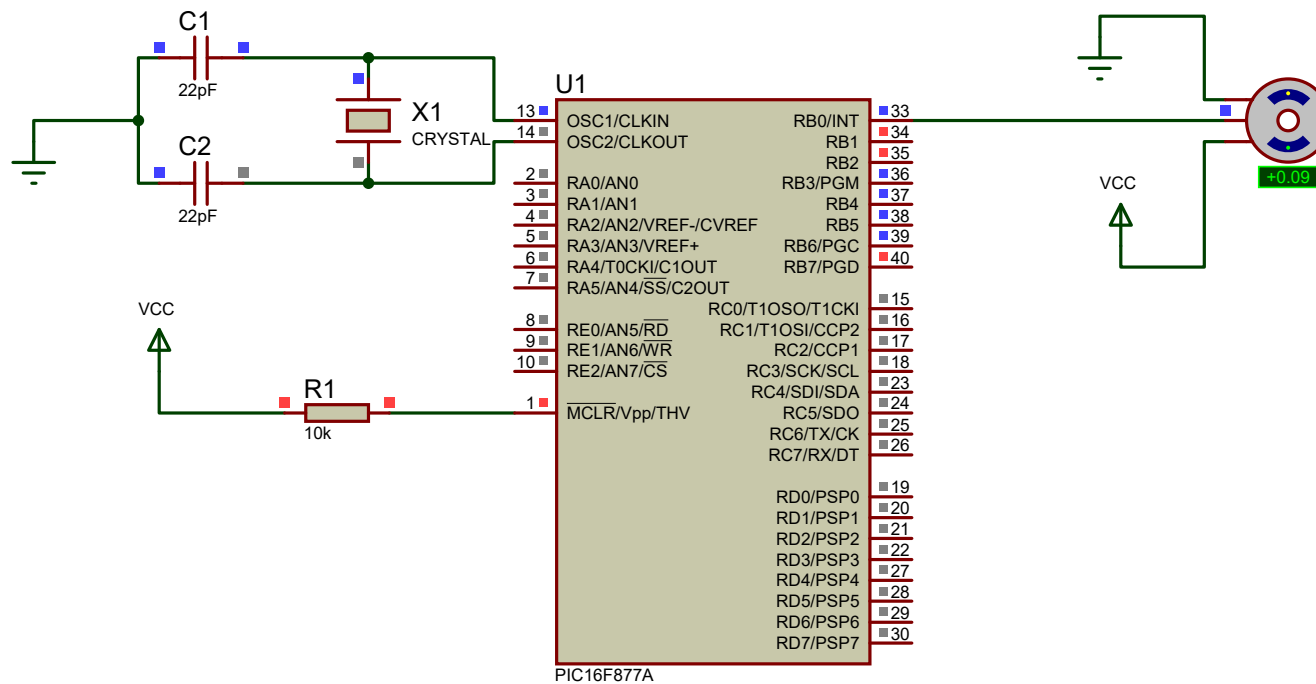 C1
22pF
C2
22pF
X1
CRYSTAL
U1
13 OSC1/CLKIN
14 OSC2/CLKOUT
2 RA0/AN0
3 RA1/AN1
4 RA2/AN2/VREF-/CVREF
5 RA3/AN3/VREF+
6 RA4/T0CKI/C1OUT
7 RA5/AN4/SS/C2OUT
8 RE0/AN5/RD
9 RE1/AN6/WR
10 RE2/AN7/CS
1 MCLR/Vpp/THV
RB0/INT 33
RB1 34
RB2 35
RB3/PGM 36
RB4 37
RB5 38
RB6/PGC 39
RB7/PGD 40
RC0/T1OSO/T1CKI 15
RC1/T1OSI/CCP2 16
RC2/CCP1 17
RC3/SCK/SCL 18
RC4/SDI/SDA 23
RC5/SDO 24
RC6/TX/CK 25
RC7/RX/DT 26
RD0/PSP0 19
RD1/PSP1 20
RD2/PSP2 21
RD3/PSP3 22
RD4/PSP4 27
RD5/PSP5 28
RD6/PSP6 29
RD7/PSP7 30
PIC16F877A
VCC
R1
10k
VCC
+0.09